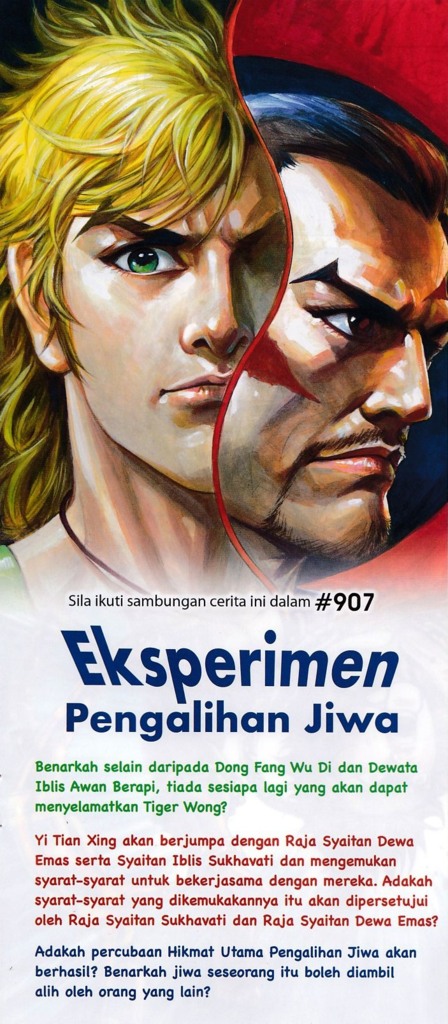 Sila ikuti sambungan cerita ini dalam #907
Eksperimen
Pengalihan Jiwa
Benarkah selain daripada Dong Fang Wu Di dan Dewata
Iblis Awan Berapi, tiada sesiapa lagi yang akan dapat
menyelamatkan Tiger Wong?
Yi Tian Xing akan berjumpa dengan Raja Syaitan Dewa
Emas serta Syaitan Iblis Sukhavati dan mengemukan
syarat-syarat untuk bekerjasama dengan mereka. Adakah
syarat-syarat yang dikemukakannya itu akan dipersetujui
oleh Raja Syaitan Sukhavati dan Raja Syaitan Dewa Emas?
Adakah percubaan Hikmat Utama Pengalihan Jiwa akan
berhasil? Benarkah jiwa seseorang itu boleh diambil
alih oleh orang yang lain?